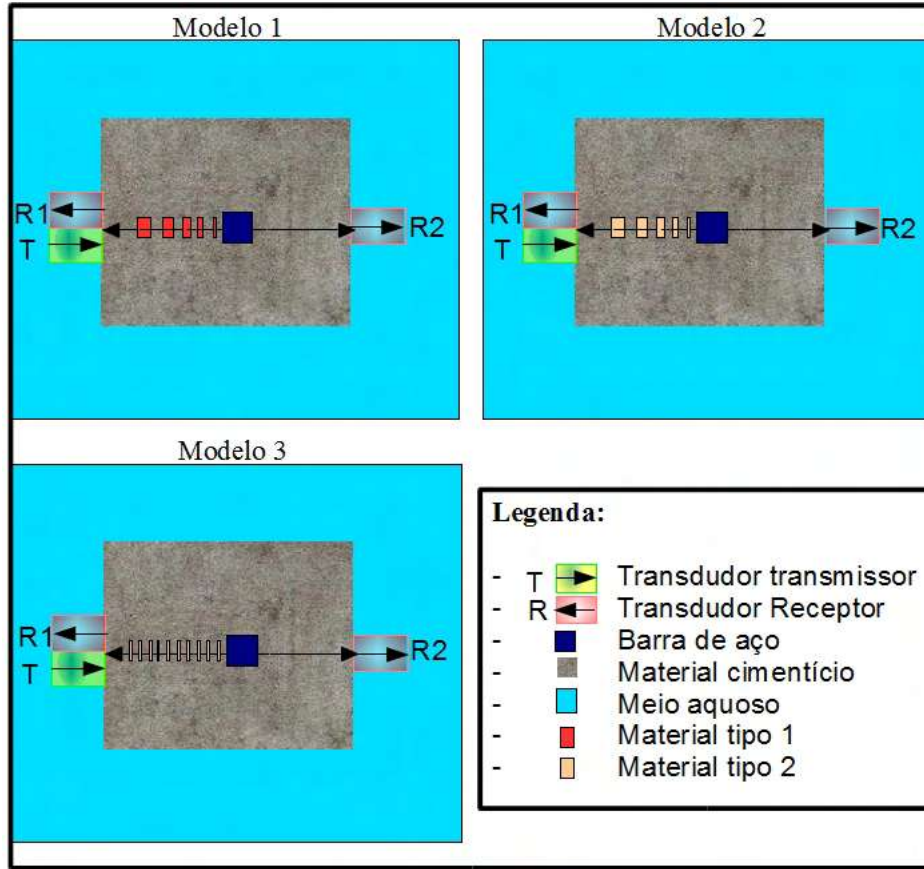 Modelo 1
R1
T
R2
Modelo 2
R1
T
R2
Modelo 3
R1
T
R2
Legenda:
- T Transdudor transmissor
- R Transdudor Receptor
- Barra de aço
- Material cimentício
- Meio aquoso
- Material tipo 1
- Material tipo 2